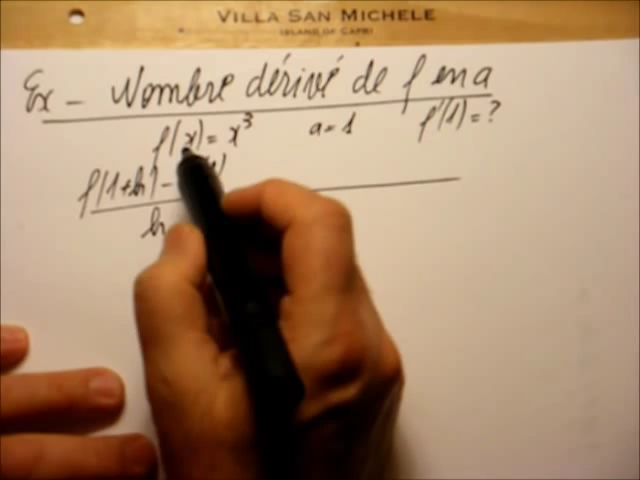 VILLA SAN MICHELE
ISLAND OF CAPRI
Ex - Nombre dérivé de f en a
f(x) = x³ a=1 f'(1)=?
f(1+h) -
h